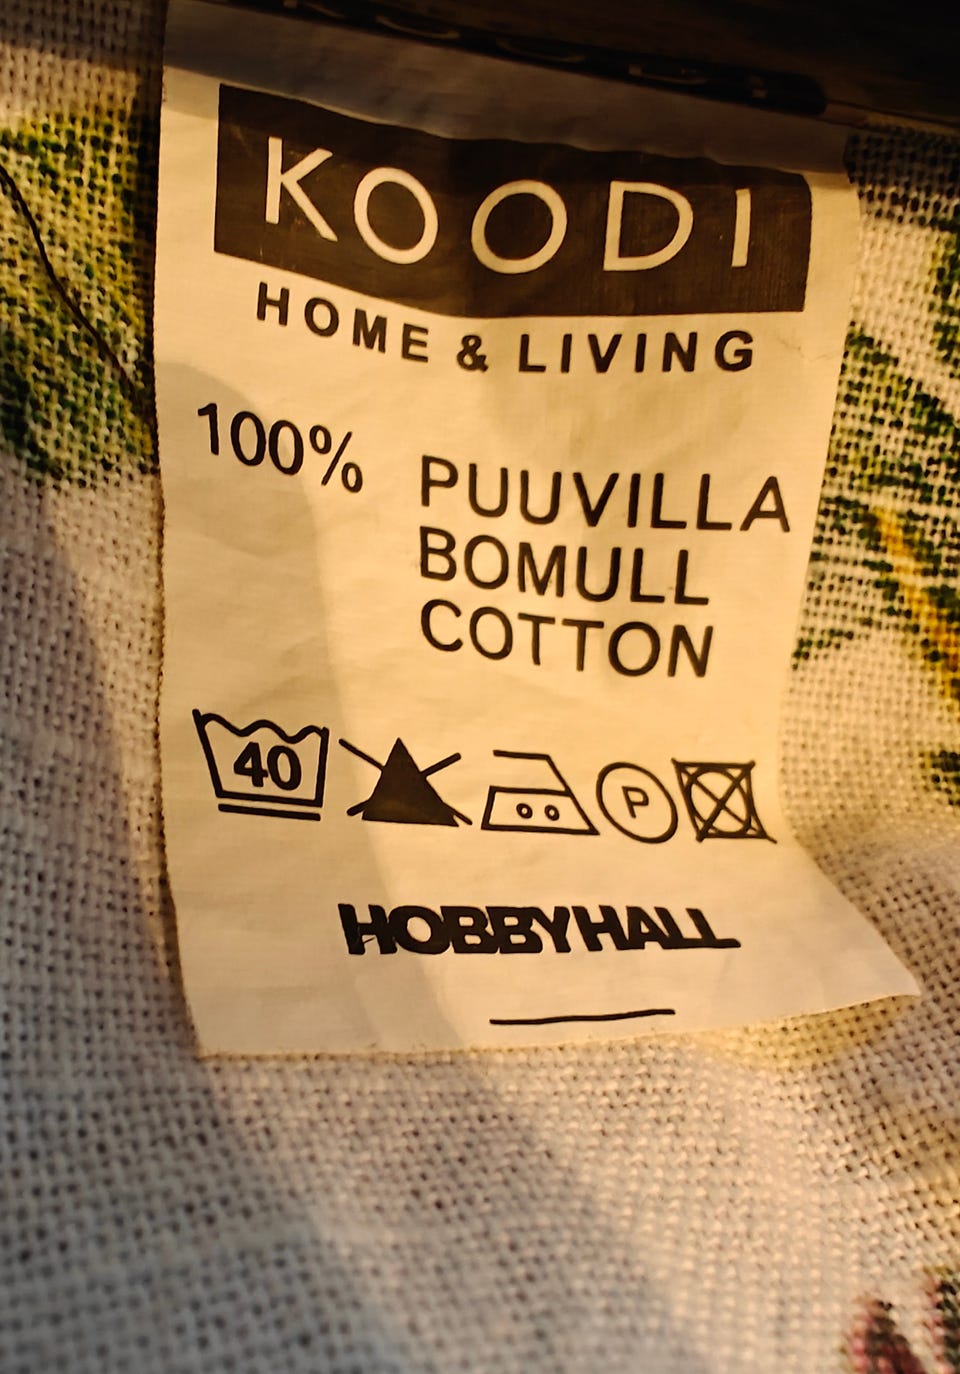 KOODI
HOME & LIVING
100% PUUVILLA
BOMULL
COTTON
40 P
HOBBYHALL